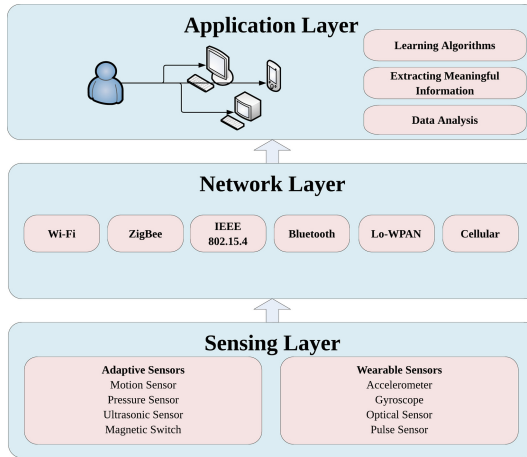 Application Layer
Learning Algorithms
Extracting Meaningful
Information
Data Analysis
Network Layer
Wi-Fi
ZigBee
IEEE
802.15.4
Bluetooth
Lo-WPAN
Cellular
Sensing Layer
Adaptive Sensors
Motion Sensor
Pressure Sensor
Ultrasonic Sensor
Magnetic Switch
Wearable Sensors
Accelerometer
Gyroscope
Optical Sensor
Pulse Sensor